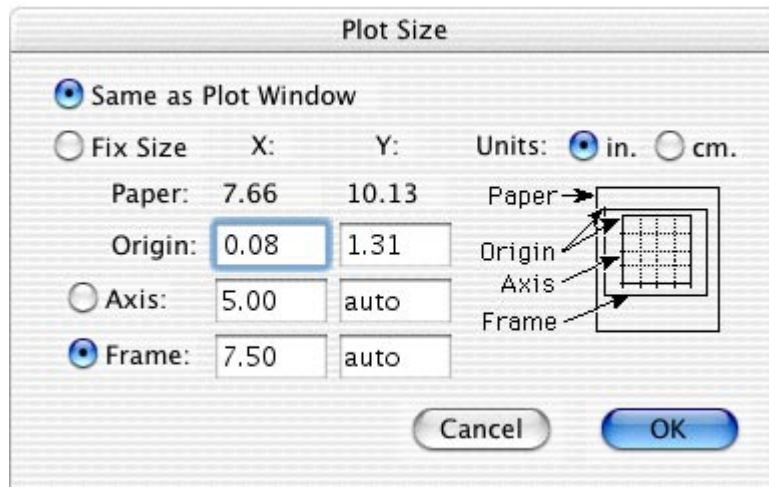 Plot Size
Same as Plot Window
Fix Size X: Y: Units: in. cm.
Paper: 7.66 10.13 Paper
Origin: 0.08 1.31 Origin
Axis: 5.00 auto Axis
Frame: 7.50 auto Frame
Cancel OK